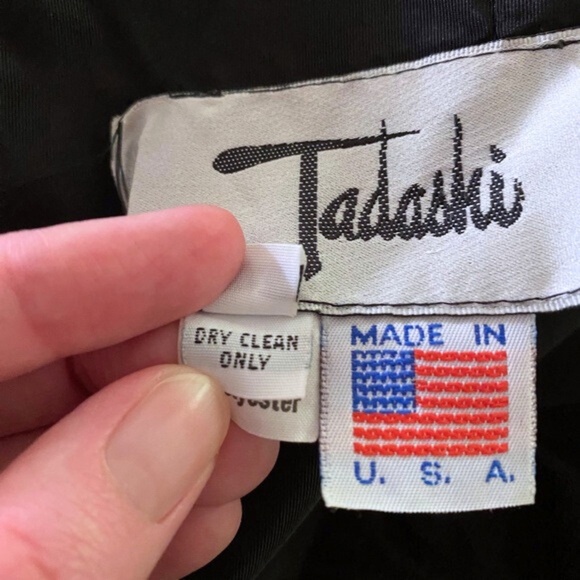 Tadashi
DRY CLEAN
ONLY
MADE IN
U. S. A.